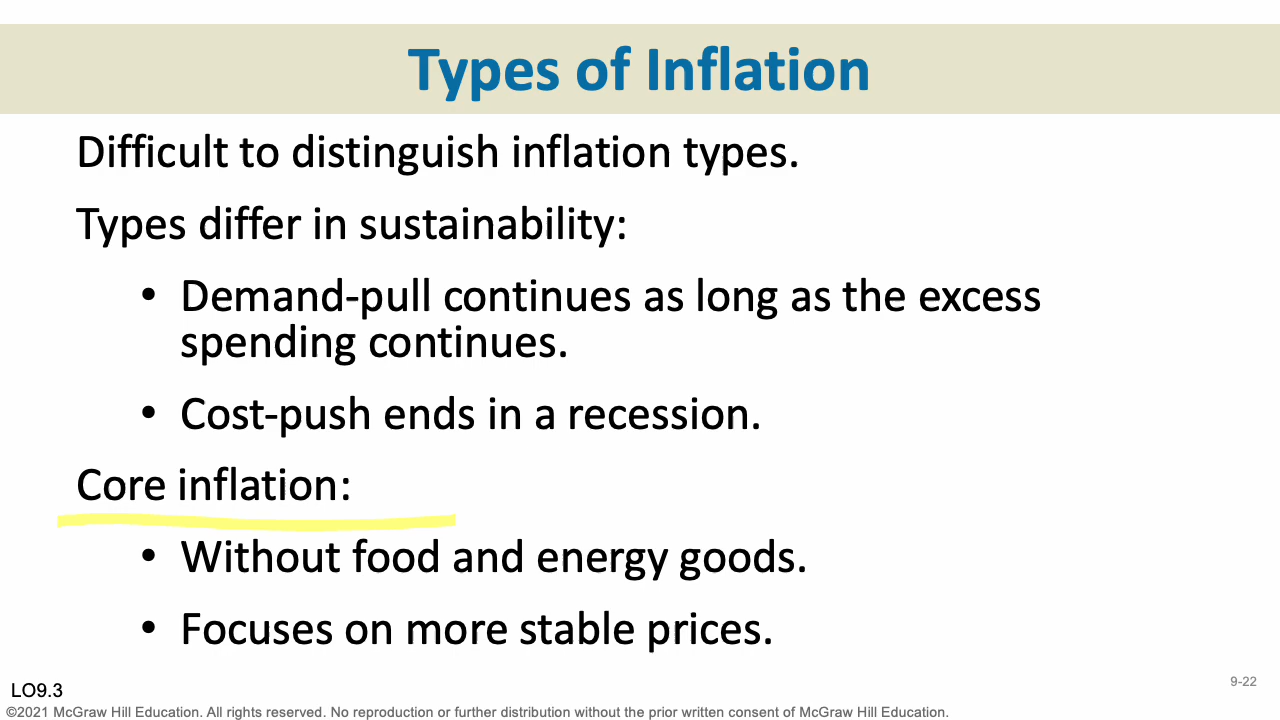 Types of Inflation
Difficult to distinguish inflation types.
Types differ in sustainability:
• Demand-pull continues as long as the excess
spending continues.
• Cost-push ends in a recession.
Core inflation:
• Without food and energy goods.
• Focuses on more stable prices.
LO9.3
9-22
©2021 McGraw Hill Education. All rights reserved. No reproduction or further distribution without the prior written consent of McGraw Hill Education.